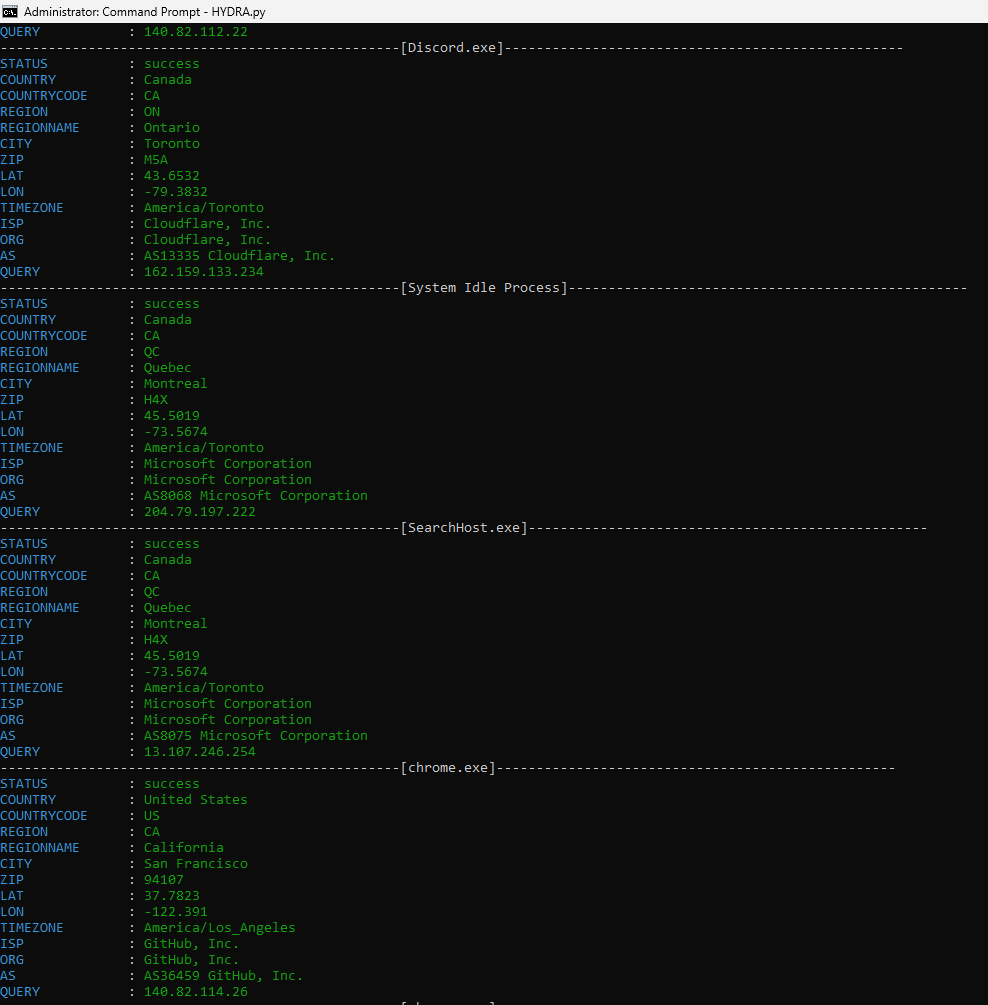 Administrator: Command Prompt - HYDRA.py
QUERY : 140.82.112.22
--------------------------------------------------[Discord.exe]--------------------------------------------------
STATUS : success
COUNTRY : Canada
COUNTRYCODE : CA
REGION : ON
REGIONNAME : Ontario
CITY : Toronto
ZIP : M5A
LAT : 43.6532
LON : -79.3832
TIMEZONE : America/Toronto
ISP : Cloudflare, Inc.
ORG : Cloudflare, Inc.
AS : AS13335 Cloudflare, Inc.
QUERY : 162.159.133.234
--------------------------------------------------[System Idle Process]--------------------------------------------------
STATUS : success
COUNTRY : Canada
COUNTRYCODE : CA
REGION : QC
REGIONNAME : Quebec
CITY : Montreal
ZIP : H4X
LAT : 45.5019
LON : -73.5674
TIMEZONE : America/Toronto
ISP : Microsoft Corporation
ORG : Microsoft Corporation
AS : AS8068 Microsoft Corporation
QUERY : 204.79.197.222
--------------------------------------------------[SearchHost.exe]--------------------------------------------------
STATUS : success
COUNTRY : Canada
COUNTRYCODE : CA
REGION : QC
REGIONNAME : Quebec
CITY : Montreal
ZIP : H4X
LAT : 45.5019
LON : -73.5674
TIMEZONE : America/Toronto
ISP : Microsoft Corporation
ORG : Microsoft Corporation
AS : AS8075 Microsoft Corporation
QUERY : 13.107.246.254
--------------------------------------------------[chrome.exe]--------------------------------------------------
STATUS : success
COUNTRY : United States
COUNTRYCODE : US
REGION : CA
REGIONNAME : California
CITY : San Francisco
ZIP : 94107
LAT : 37.7823
LON : -122.391
TIMEZONE : America/Los_Angeles
ISP : GitHub, Inc.
ORG : GitHub, Inc.
AS : AS36459 GitHub, Inc.
QUERY : 140.82.114.26